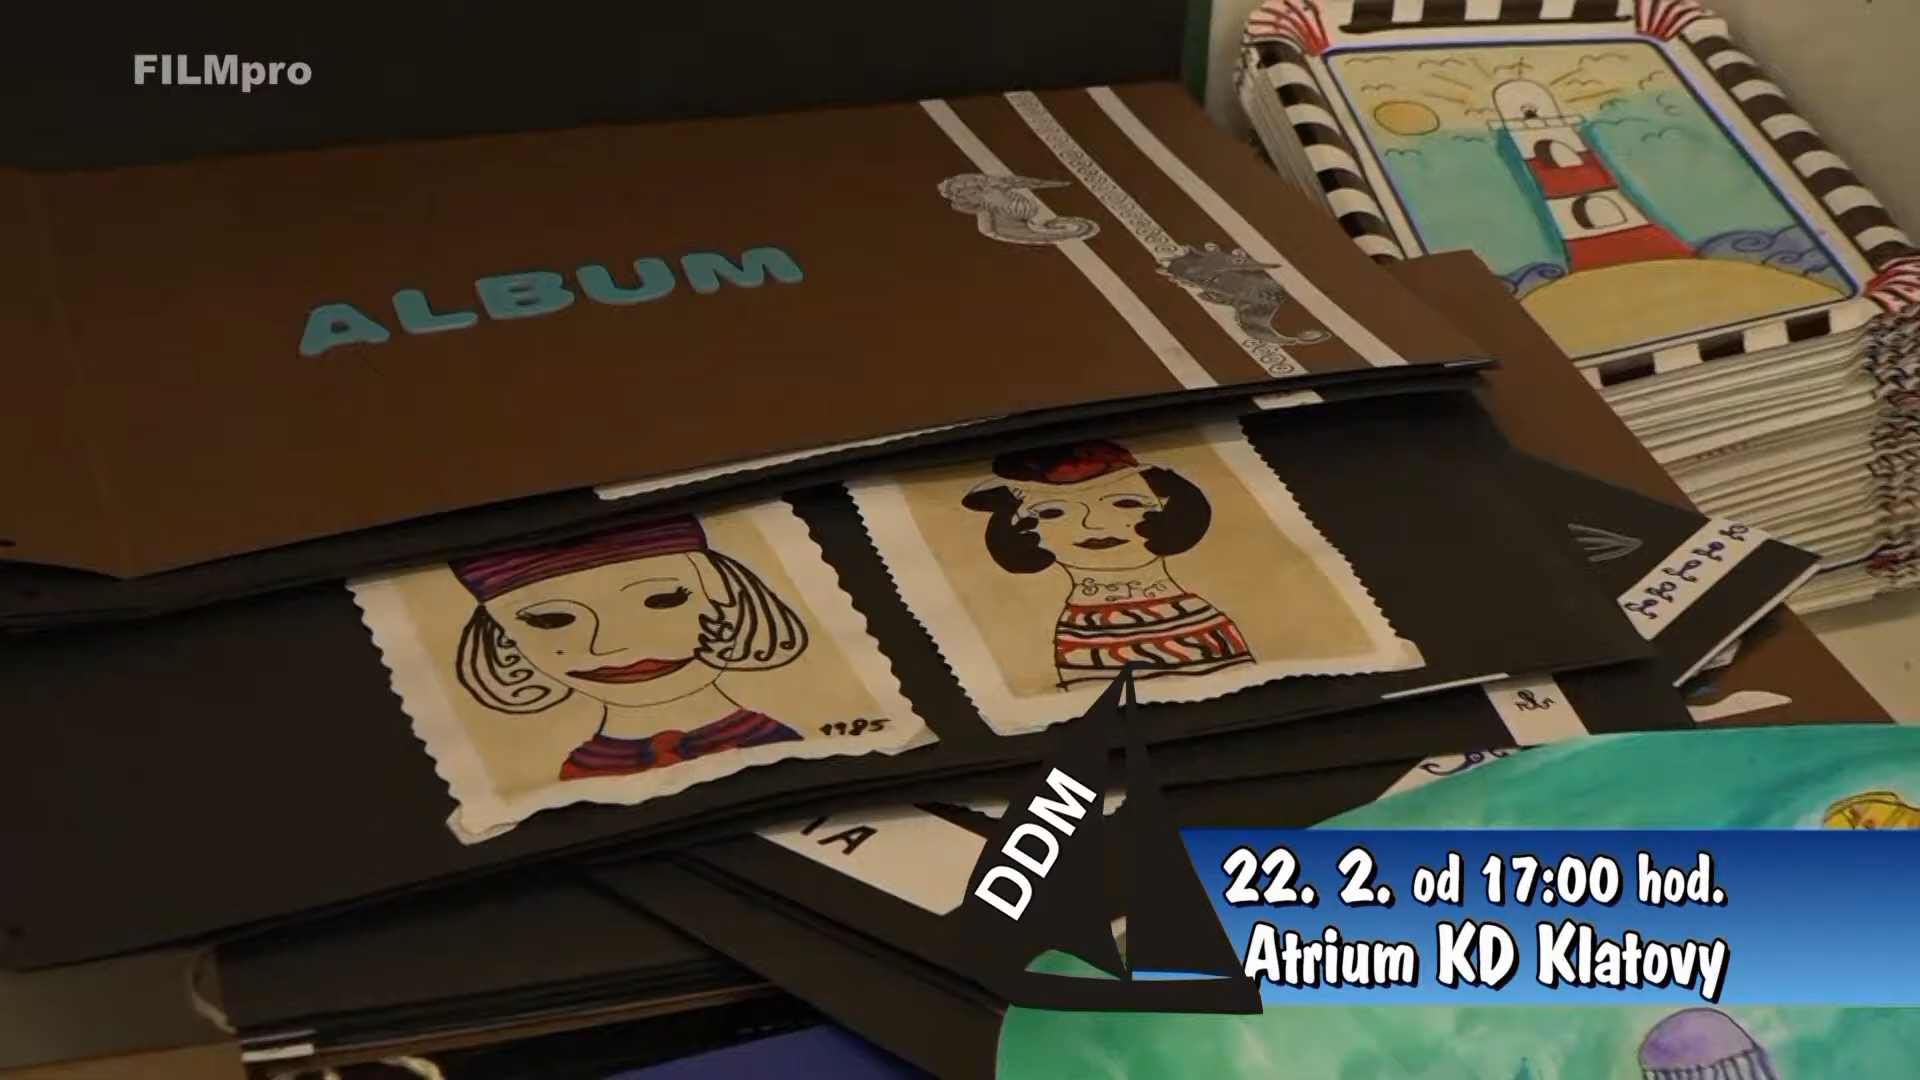 FILMpro
ALBUM
1985
DDM
22. 2. od 17:00 hod.
Atrium KD Klatovy